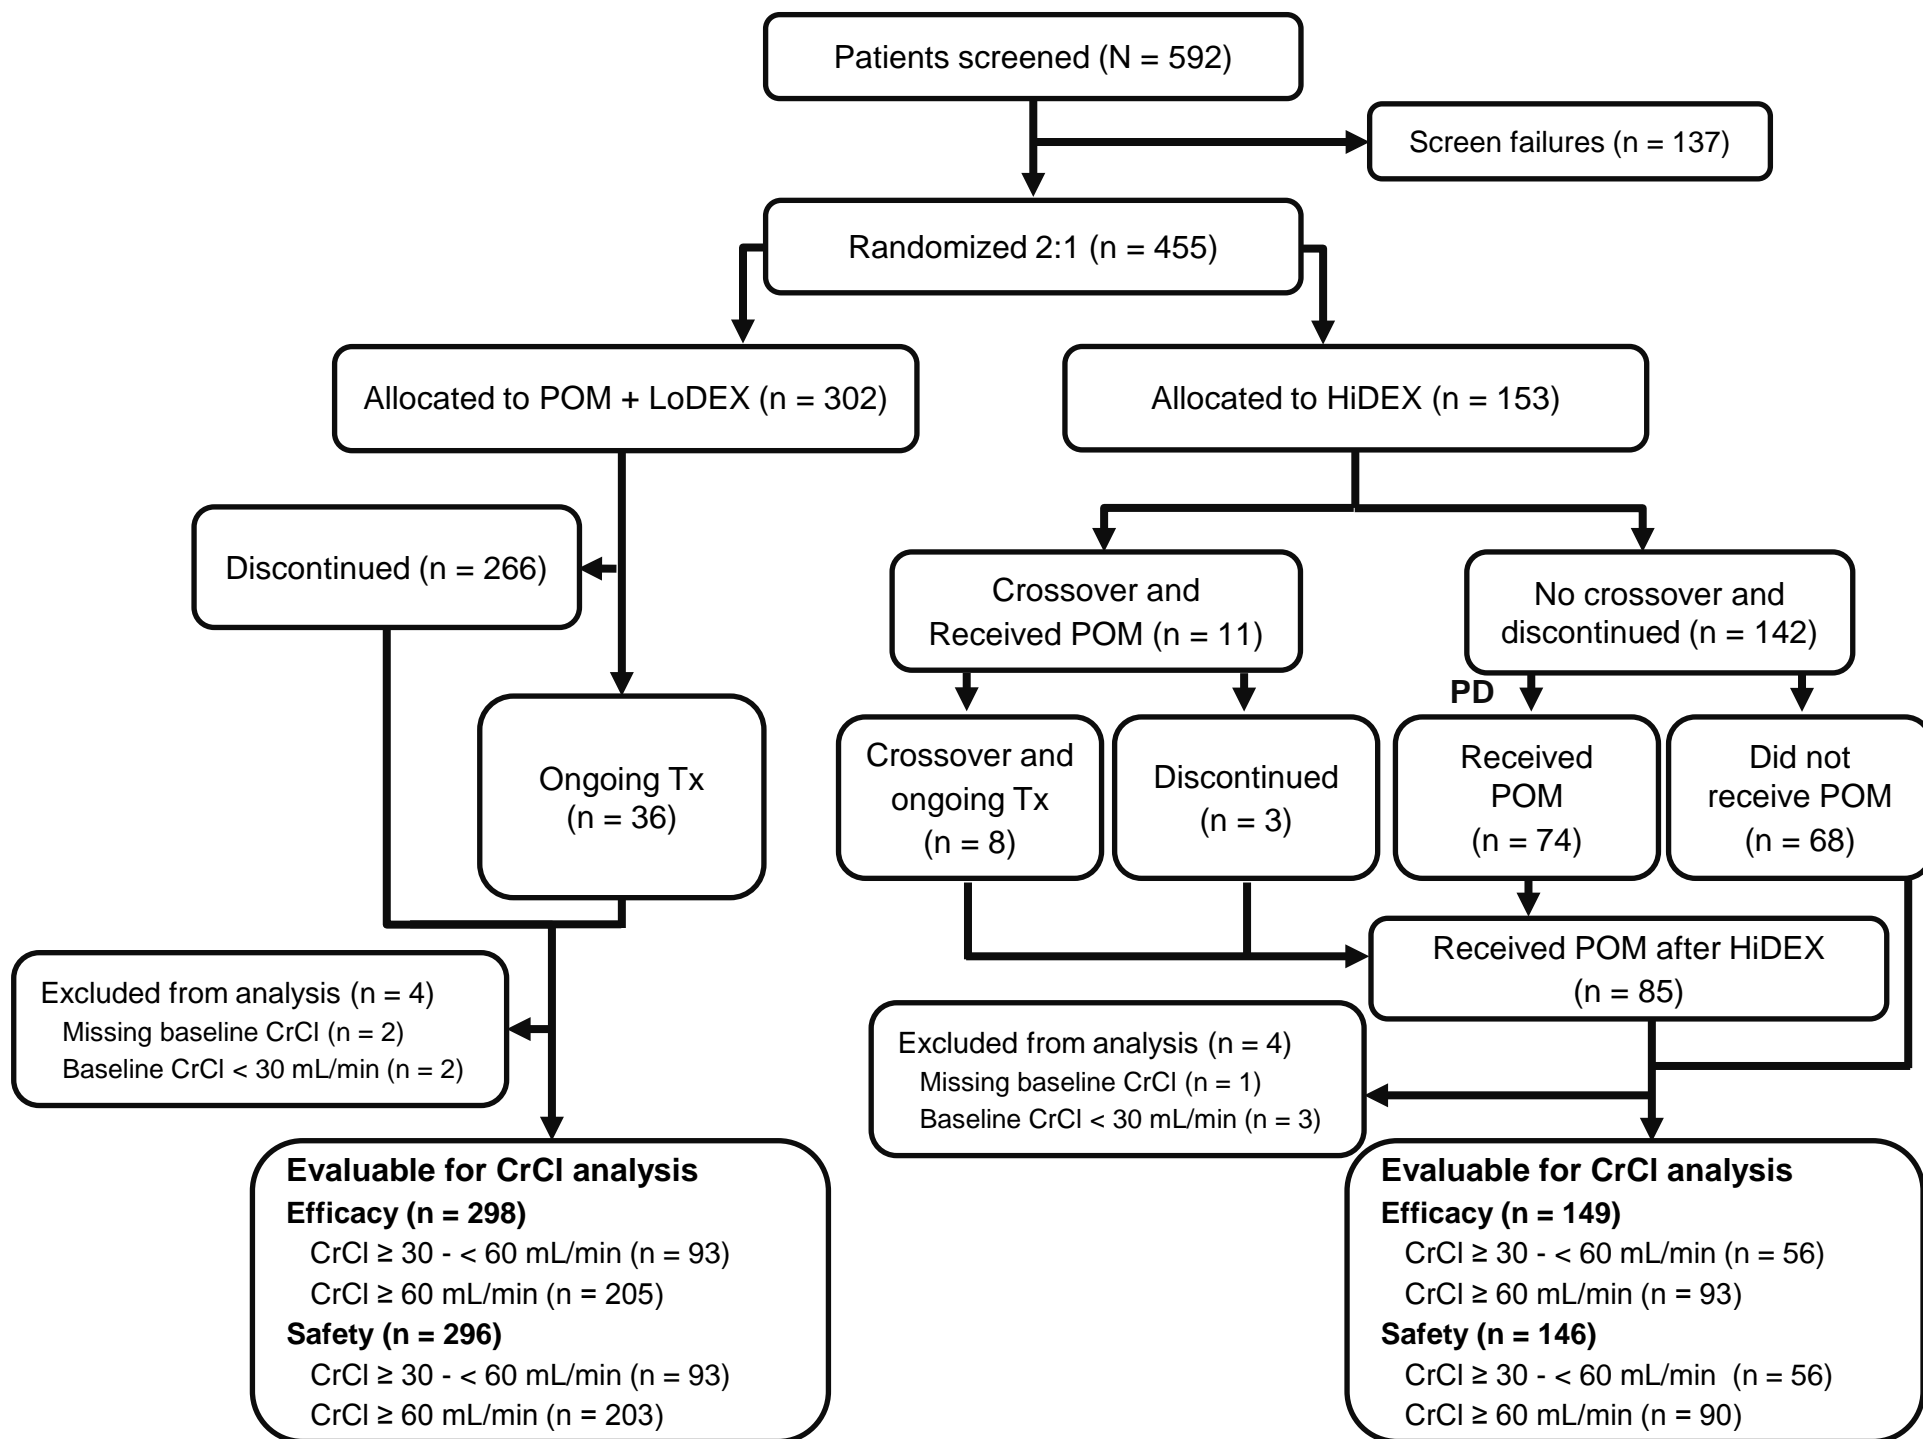 Patients screened (N = 592)
Screen failures (n = 137)
Randomized 2:1 (n = 455)
Allocated to POM + LoDEX (n = 302)
Allocated to HiDEX (n = 153)
Discontinued (n = 266)
Crossover and
Received POM (n = 11)
No crossover and
discontinued (n = 142)
PD
Ongoing Tx
(n = 36)
Crossover and
ongoing Tx
(n = 8)
Discontinued
(n = 3)
Received
POM
(n = 74)
Did not
receive POM
(n = 68)
Received POM after HiDEX
(n = 85)
Excluded from analysis (n = 4)
Missing baseline CrCl (n = 2)
Baseline CrCl < 30 mL/min (n = 2)
Excluded from analysis (n = 4)
Missing baseline CrCl (n = 1)
Baseline CrCl < 30 mL/min (n = 3)
Evaluable for CrCl analysis
Efficacy (n = 298)
CrCl ≥ 30 - < 60 mL/min (n = 93)
CrCl ≥ 60 mL/min (n = 205)
Safety (n = 296)
CrCl ≥ 30 - < 60 mL/min (n = 93)
CrCl ≥ 60 mL/min (n = 203)
Evaluable for CrCl analysis
Efficacy (n = 149)
CrCl ≥ 30 - < 60 mL/min (n = 56)
CrCl ≥ 60 mL/min (n = 93)
Safety (n = 146)
CrCl ≥ 30 - < 60 mL/min (n = 56)
CrCl ≥ 60 mL/min (n = 90)